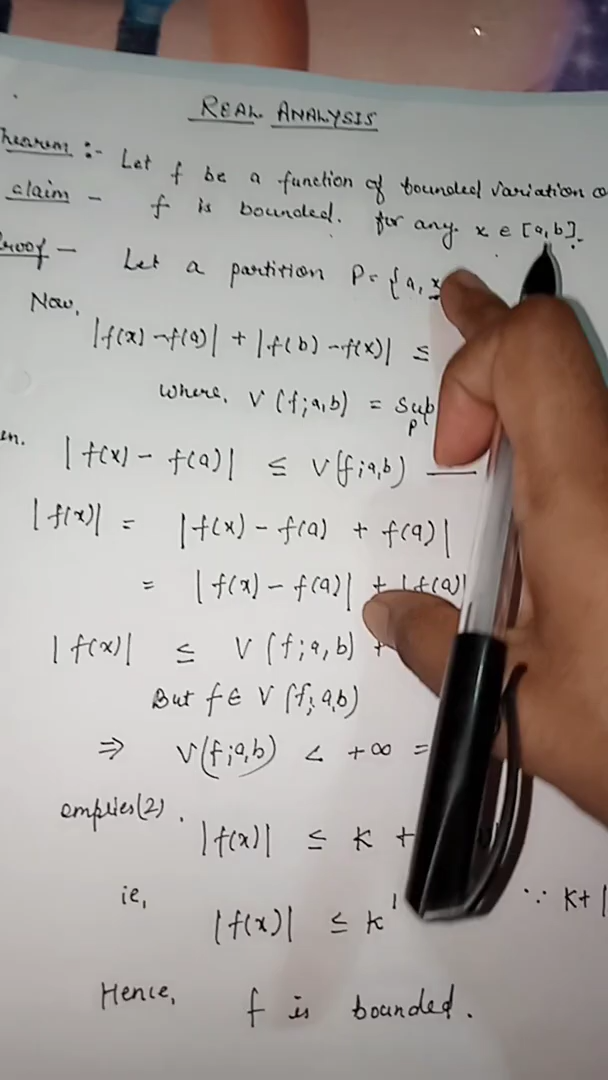 REAL ANALYSIS
Theorem :- Let f be a function of bounded variation
claim - f is bounded. for any x ∈ [a,b].
Proof - Let a partition P = {a, x
Now,
|f(x) - f(a)| + |f(b) - f(x)| ≤
where, V (f;a,b) = Sup
P
|f(x) - f(a)| ≤ V(f;a,b)
|f(x)| = |f(x) - f(a) + f(a)|
= |f(x) - f(a)| + |f(a)|
|f(x)| ≤ V (f;a,b) +
But f ∈ V (f;a,b)
⇒ V(f;a,b) < +∞ =
emplies(2).
|f(x)| ≤ K +
ie,
|f(x)| ≤ K' ∵ K+|
Hence, f is bounded.